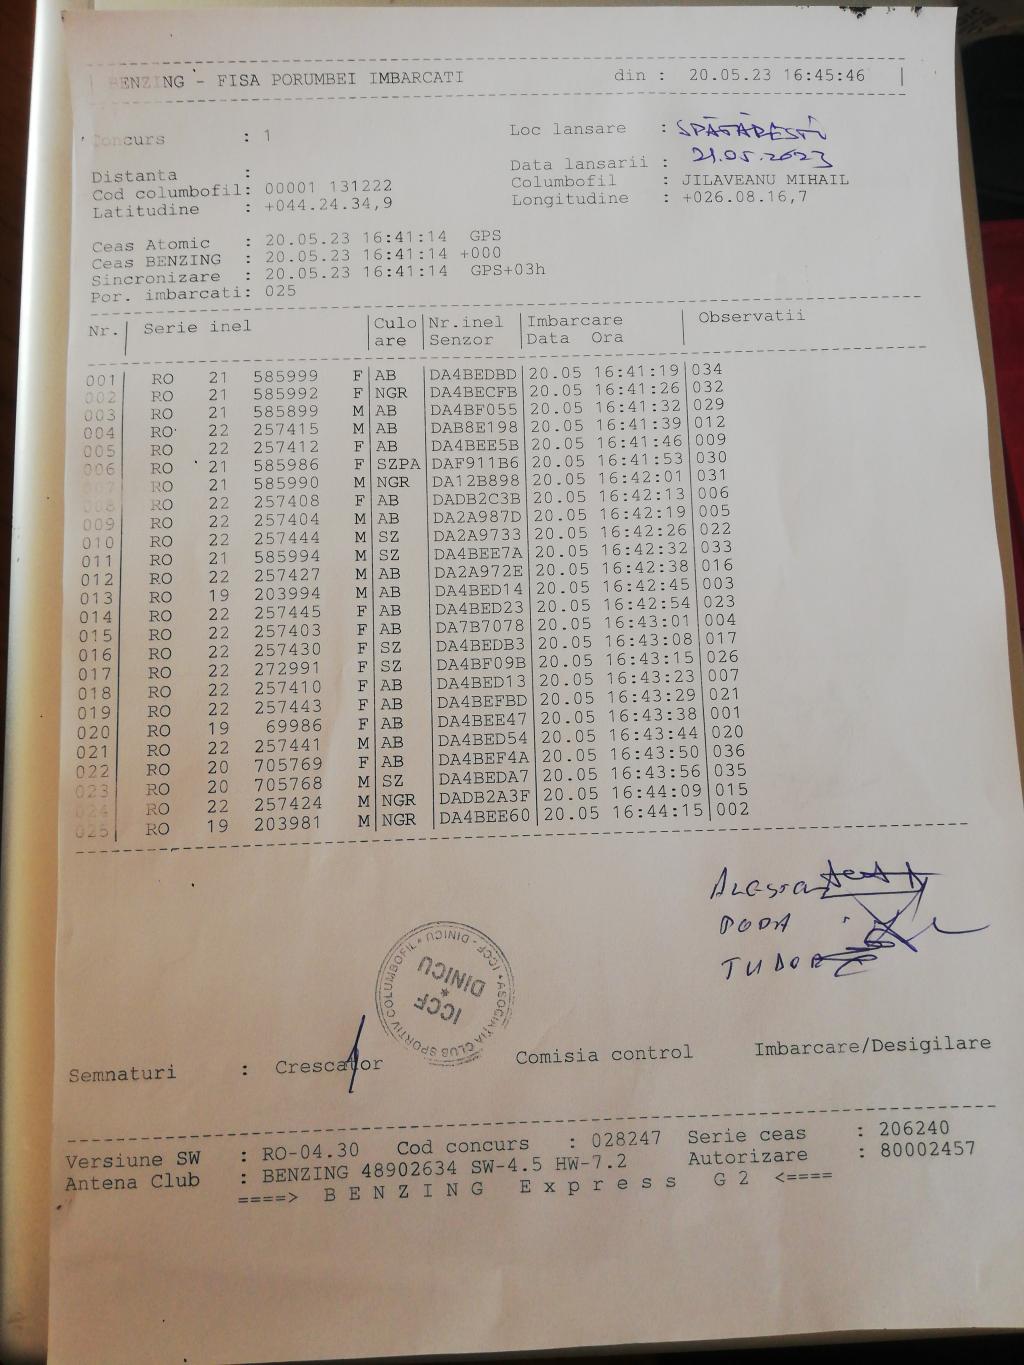 BENZING - FISA PORUMBEI IMBARCATI din : 20.05.23 16:45:46
Concurs : 1 Loc lansare : SPĂTĂREȘTI
Distanta : Data lansarii : 21.05.2023
Cod columbofil: 00001 131222 Columbofil : JILAVEANU MIHAIL
Latitudine : +044.24.34,9 Longitudine : +026.08.16,7
Ceas Atomic : 20.05.23 16:41:14 GPS
Ceas BENZING : 20.05.23 16:41:14 +000
Sincronizare : 20.05.23 16:41:14 GPS+03h
Por. imbarcati: 025
Nr. Serie inel Culo Nr.inel Imbarcare Observatii
are Senzor Data Ora
001 RO 21 585999 F AB DA4BEDBD 20.05 16:41:19 034
002 RO 21 585992 F NGR DA4BECFB 20.05 16:41:26 032
003 RO 21 585899 M AB DA4BF055 20.05 16:41:32 029
004 RO 22 257415 M AB DAB8E198 20.05 16:41:39 012
005 RO 22 257412 F AB DA4BEE5B 20.05 16:41:46 009
006 RO 21 585986 F SZPA DAF911B6 20.05 16:41:53 030
007 RO 21 585990 M NGR DA12B898 20.05 16:42:01 031
008 RO 22 257408 F AB DADB2C3B 20.05 16:42:13 006
009 RO 22 257404 M AB DA2A987D 20.05 16:42:19 005
010 RO 22 257444 M SZ DA2A9733 20.05 16:42:26 022
011 RO 21 585994 M SZ DA4BEE7A 20.05 16:42:32 033
012 RO 22 257427 M AB DA2A972E 20.05 16:42:38 016
013 RO 19 203994 M AB DA4BED14 20.05 16:42:45 003
014 RO 22 257445 F AB DA4BED23 20.05 16:42:54 023
015 RO 22 257403 F AB DA7B7078 20.05 16:43:01 004
016 RO 22 257430 F SZ DA4BEDB3 20.05 16:43:08 017
017 RO 22 272991 F SZ DA4BF09B 20.05 16:43:15 026
018 RO 22 257410 F AB DA4BED13 20.05 16:43:23 007
019 RO 22 257443 F AB DA4BEFBD 20.05 16:43:29 021
020 RO 19 69986 F AB DA4BEE47 20.05 16:43:38 001
021 RO 22 257441 M AB DA4BED54 20.05 16:43:44 020
022 RO 20 705769 F AB DA4BEF4A 20.05 16:43:50 036
023 RO 20 705768 M SZ DA4BEDA7 20.05 16:43:56 035
024 RO 22 257424 M NGR DADB2A3F 20.05 16:44:09 015
025 RO 19 203981 M NGR DA4BEE60 20.05 16:44:15 002
POPA
TUDOR
ASOCIAȚIA CLUB SPORTIV COLUMBOFIL * ICCF - DINICU *
ICCF
*
DINICU
Semnaturi : Crescator Comisia control Imbarcare/Desigilare
Versiune SW : RO-04.30 Cod concurs : 028247 Serie ceas : 206240
Antena Club : BENZING 48902634 SW-4.5 HW-7.2 Autorizare : 80002457
====> B E N Z I N G E x p r e s s G 2 <====